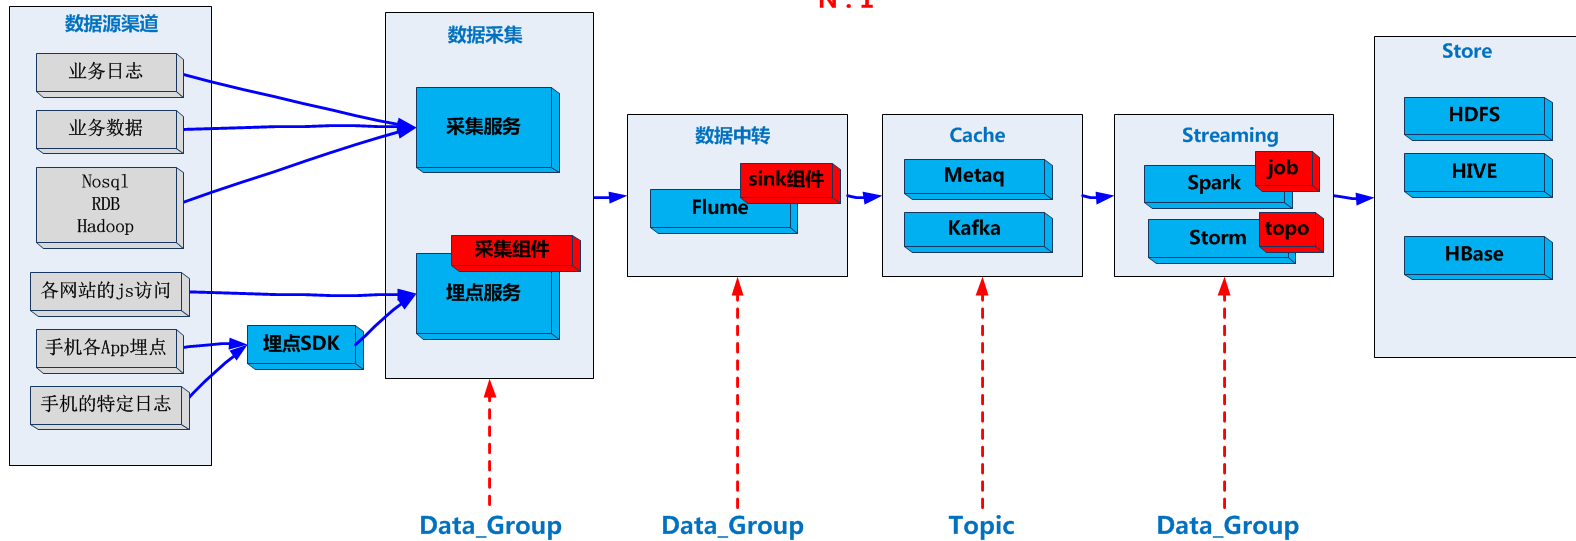 N : 1
数据源渠道
业务日志
业务数据
Nosql
RDB
Hadoop
各网站的js访问
手机各App埋点
手机的特定日志
埋点SDK
数据采集
采集服务
采集组件
埋点服务
数据中转
sink组件
Flume
Cache
Metaq
Kafka
Streaming
job
Spark
topo
Storm
Store
HDFS
HIVE
HBase
Data_Group
Data_Group
Topic
Data_Group